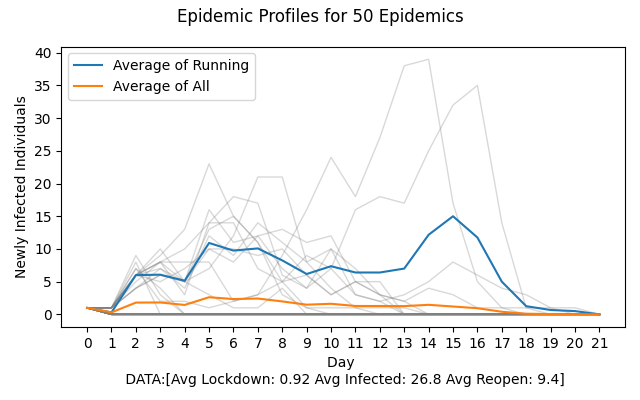 Epidemic Profiles for 50 Epidemics
Newly Infected Individuals
40
35
30
25
20
15
10
5
0
Average of Running
Average of All
0 1 2 3 4 5 6 7 8 9 10 11 12 13 14 15 16 17 18 19 20 21
Day
DATA:[Avg Lockdown: 0.92 Avg Infected: 26.8 Avg Reopen: 9.4]